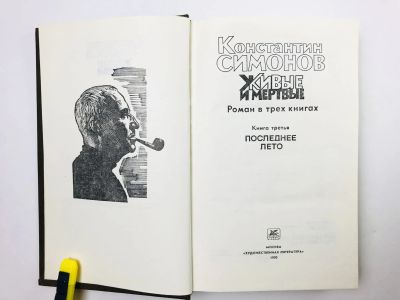 Константин
СИМОНОВ
ЖИВЫЕ
И МЕРТВЫЕ
Роман в трех книгах
Книга третья
ПОСЛЕДНЕЕ
ЛЕТО
МОСКВА
«ХУДОЖЕСТВЕННАЯ ЛИТЕРАТУРА»